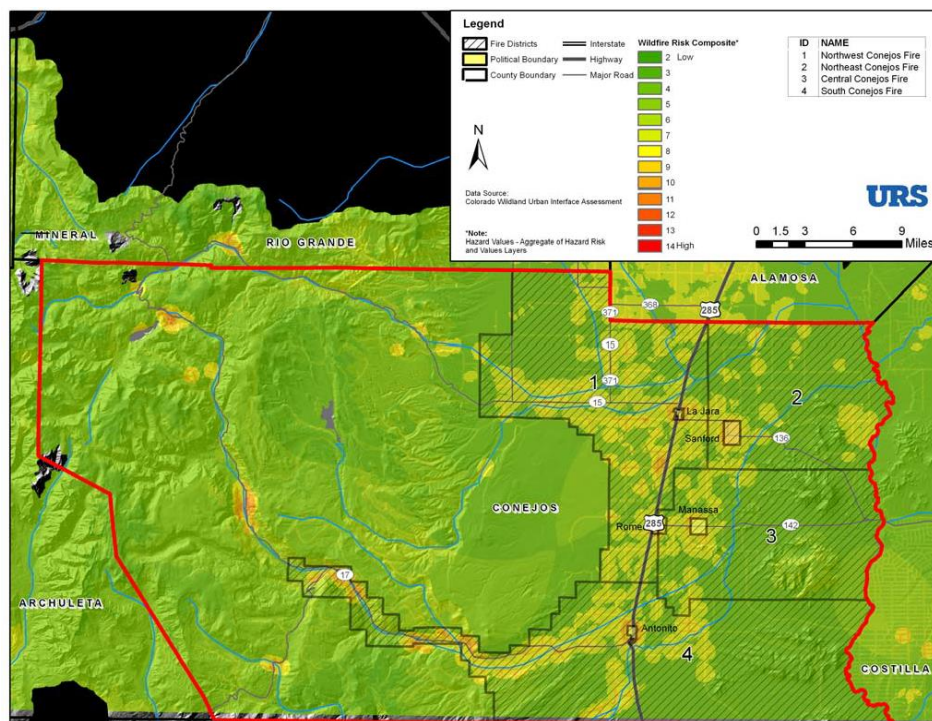 Legend
Fire Districts
Political Boundary
County Boundary
Interstate
Highway
Major Road
Wildfire Risk Composite*
2 Low
3
4
5
6
7
8
9
10
11
12
13
14 High
ID NAME
1 Northwest Conejos Fire
2 Northeast Conejos Fire
3 Central Conejos Fire
4 South Conejos Fire
N
Data Source:
Colorado Wildland Urban Interface Assessment
*Note:
Hazard Values - Aggregate of Hazard Risk
and Values Layers
URS
0 1.5 3 6 9
Miles
MINERAL
RIO GRANDE
ALAMOSA
368
371
285
15
371
1
15
2
La Jara
Sanford
136
CONEJOS
Manassa
Romeo
285
142
3
17
ARCHULETA
Antonito
4
COSTILLA